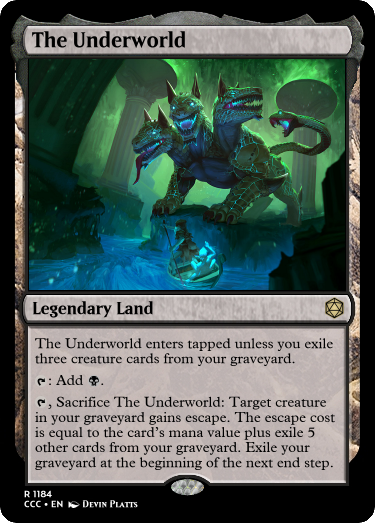 The Underworld
Legendary Land
The Underworld enters tapped unless you exile
three creature cards from your graveyard.
: Add .
, Sacrifice The Underworld: Target creature
in your graveyard gains escape. The escape cost
is equal to the card's mana value plus exile 5
other cards from your graveyard. Exile your
graveyard at the beginning of the next end step.
R 1184
CCC • EN Devin Platts